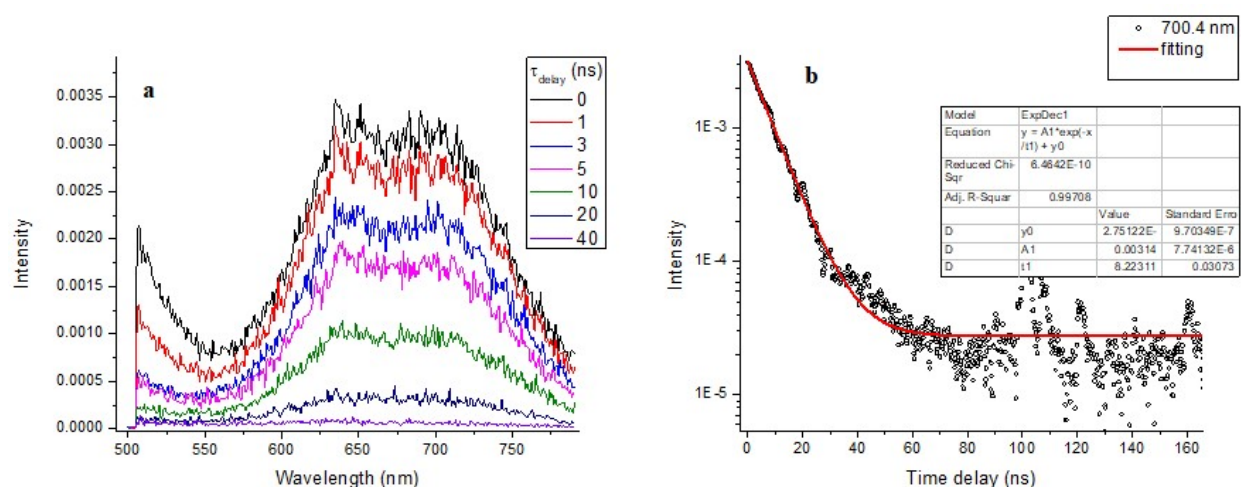 a
τdelay (ns)
0
1
3
5
10
20
40
0.0035
0.0030
0.0025
0.0020
0.0015
0.0010
0.0005
0.0000
Intensity
500 550 600 650 700 750
Wavelength (nm)
700.4 nm
fitting
b
Model ExpDec1
Equation y = A1*exp(-x
/t1) + y0
Reduced Chi- 6.4642E-10
Sqr
Adj. R-Squar 0.99708
Value Standard Erro
D y0 2.75122E- 9.70349E-7
D A1 0.00314 7.74132E-6
D t1 8.22311 0.03073
1E-3
1E-4
1E-5
Intensity
0 20 40 60 80 100 120 140 160
Time delay (ns)